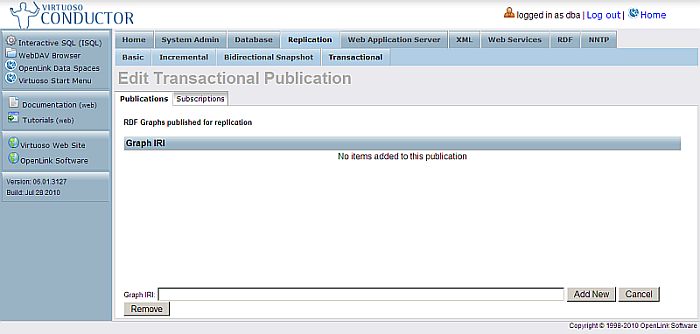 VIRTUOSO
CONDUCTOR
logged in as dba | Log out | Home
Interactive SQL (ISQL)
WebDAV Browser
OpenLink Data Spaces
Virtuoso Start Menu
Documentation (web)
Tutorials (web)
Virtuoso Web Site
OpenLink Software
Version: 06.01.3127
Build: Jul 28 2010
Home System Admin Database Replication Web Application Server XML Web Services RDF NNTP
Basic Incremental Bidirectional Snapshot Transactional
Edit Transactional Publication
Publications Subscriptions
RDF Graphs published for replication
Graph IRI
No items added to this publication
Graph IRI: Add New Cancel
Remove
Copyright © 1998-2010 OpenLink Software